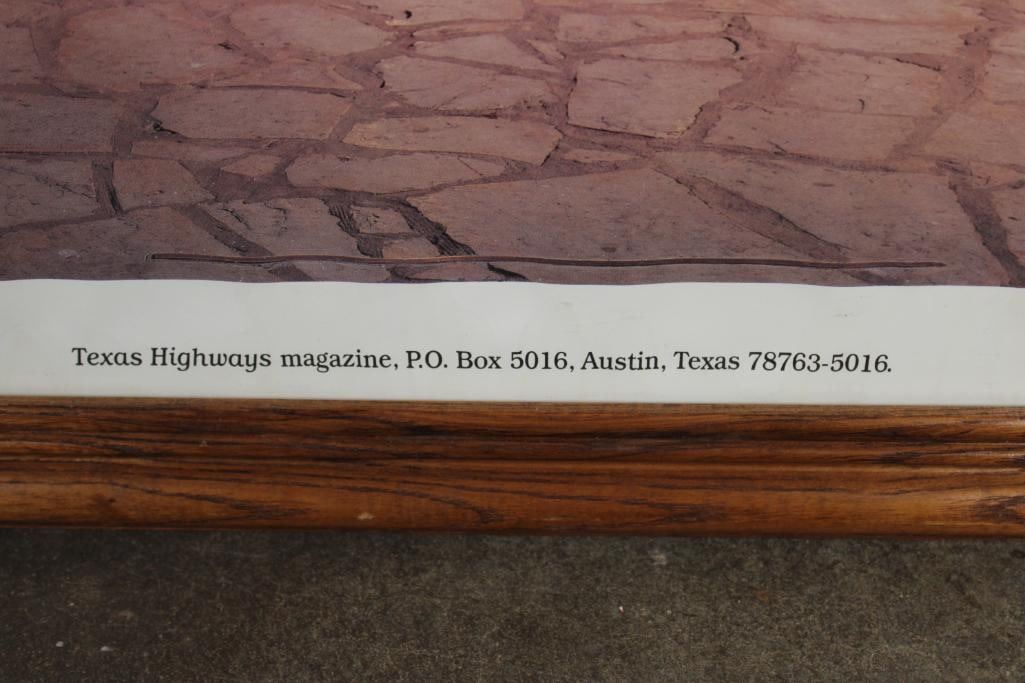 Texas Highways magazine, P.O. Box 5016, Austin, Texas 78763-5016.